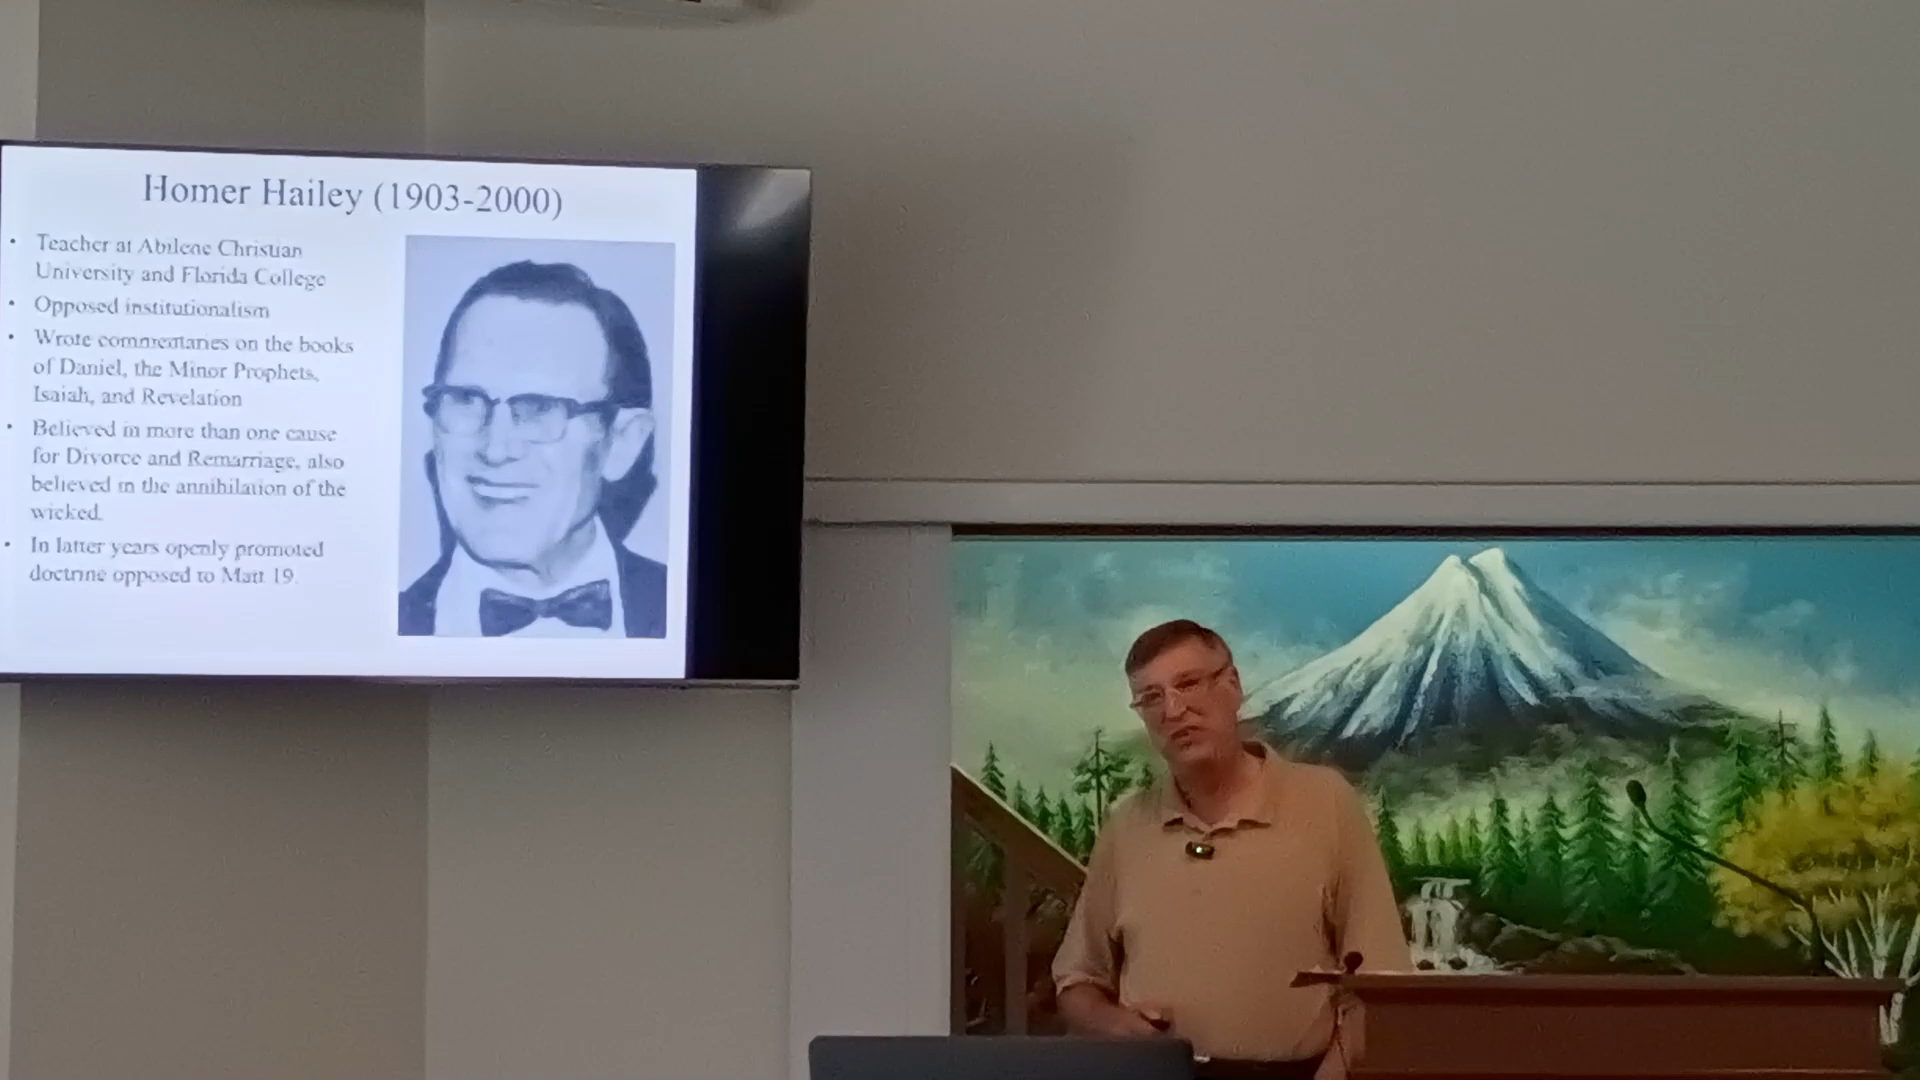 Homer Hailey (1903-2000)
• Teacher at Abilene Christian
University and Florida College
• Opposed institutionalism
• Wrote commentaries on the books
of Daniel, the Minor Prophets,
Isaiah, and Revelation
• Believed in more than one cause
for Divorce and Remarriage, also
believed in the annihilation of the
wicked.
• In latter years openly promoted
doctrine opposed to Matt 19.